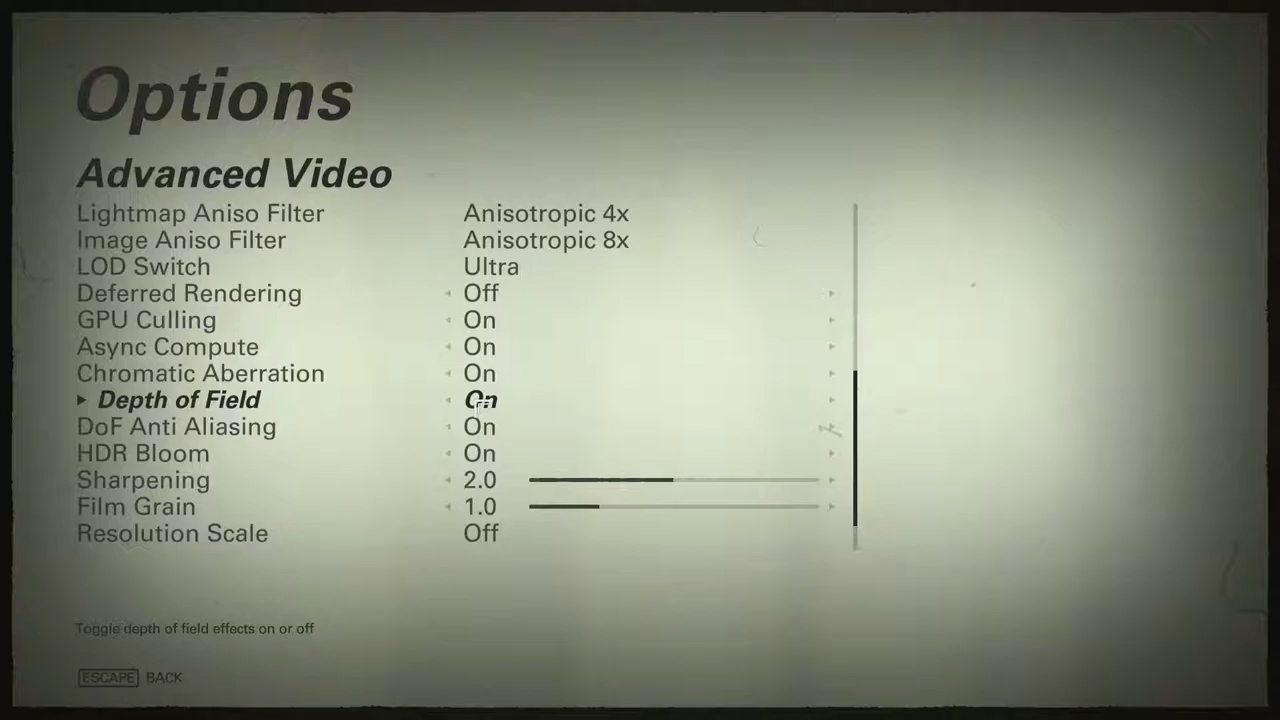 Options
Advanced Video
Lightmap Aniso Filter Anisotropic 4x
Image Aniso Filter Anisotropic 8x
LOD Switch Ultra
Deferred Rendering Off
GPU Culling On
Async Compute On
Chromatic Aberration On
Depth of Field On
DoF Anti Aliasing On
HDR Bloom On
Sharpening 2.0
Film Grain 1.0
Resolution Scale Off
Toggle depth of field effects on or off
ESCAPE BACK